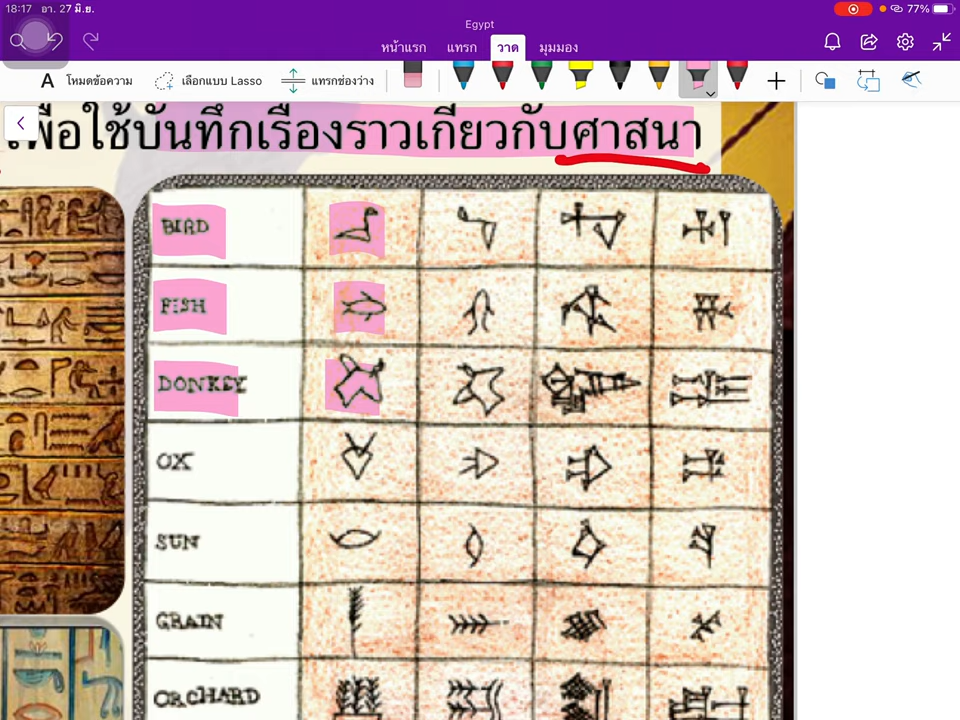 18:17 อา. 27 มิ.ย.
77%
Egypt
หน้าแรก แทรก วาด มุมมอง
A โหมดข้อความ เลือกแบบ Lasso แทรกช่องว่าง
เพื่อใช้บันทึกเรื่องราวเกี่ยวกับศาสนา
BIRD
FISH
DONKEY
OX
SUN
GRAIN
ORCHARD